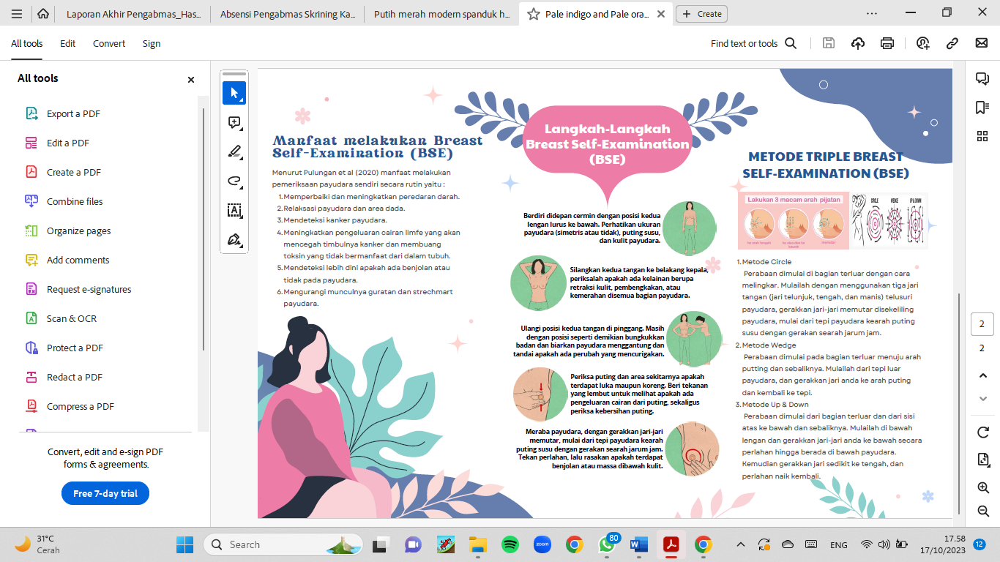 Laporan Akhir Pengabmas_Has...
Absensi Pengabmas Skrining Ka...
Putih merah modern spanduk h...
Pale indigo and Pale ora...
Create
All tools
Edit
Convert
Sign
Find text or tools
All tools
Export a PDF
Edit a PDF
Create a PDF
Combine files
Organize pages
Add comments
Request e-signatures
Scan & OCR
Protect a PDF
Redact a PDF
Compress a PDF
Convert, edit and e-sign PDF
forms & agreements.
Free 7-day trial
Manfaat melakukan Breast
Self-Examination (BSE)
Menurut Pulungan et al (2020) manfaat melakukan
pemeriksaan payudara sendiri secara rutin yaitu :
1.Memperbaiki dan meningkatkan peredaran darah.
2.Relaksasi payudara dan area dada.
3.Mendeteksi kanker payudara.
4.Meningkatkan pengeluaran cairan limfe yang akan
mencegah timbulnya kanker dan membuang
toksin yang tidak bermanfaat dari dalam tubuh.
5.Mendeteksi lebih dini apakah ada benjolan atau
tidak pada payudara.
6.Mengurangi munculnya guratan dan strechmart
payudara.
Langkah-Langkah
Breast Self-Examination
(BSE)
Berdiri didepan cermin dengan posisi kedua
lengan lurus ke bawah. Perhatikan ukuran
payudara (simetris atau tidak), puting susu,
dan kulit payudara.
Silangkan kedua tangan ke belakang kepala,
periksalah apakah ada kelainan berupa
retraksi kulit, pembengkakan, atau
kemerahan disemua bagian payudara.
Ulangi posisi kedua tangan di pinggang. Masih
dengan posisi seperti demikian bungkukkan
badan dan biarkan payudara menggantung dan
tandai apakah ada perubah yang mencurigakan.
Periksa puting dan area sekitarnya apakah
terdapat luka maupun koreng. Beri tekanan
yang lembut untuk melihat apakah ada
pengeluaran cairan dari puting, sekaligus
periksa kebersihan puting.
Meraba payudara, dengan gerakkan jari-jari
memutar, mulai dari tepi payudara kearah
puting susu dengan gerakan searah jarum jam.
Tekan perlahan, lalu rasakan apakah terdapat
benjolan atau massa dibawah kulit.
METODE TRIPLE BREAST
SELF-EXAMINATION (BSE)
Lakukan 3 macam arah pijatan
ke arah tengah
ke atas dan ke
bawah
memutar
CIRCLE
WEDGE
UP & DOWN
1.Metode Circle
Perabaan dimulai di bagian terluar dengan cara
melingkar. Mulailah dengan menggunakan tiga jari
tangan (jari telunjuk, tengah, dan manis) telusuri
payudara, gerakkan jari-jari memutar disekeliling
payudara, mulai dari tepi payudara kearah puting
susu dengan gerakan searah jarum jam.
2.Metode Wedge
Perabaan dimulai pada bagian terluar menuju arah
putting dan sebaliknya. Mulailah dari tepi luar
payudara, dan gerakkan jari anda ke arah puting
dan kembali ke tepi.
3.Metode Up & Down
Perabaan dimulai dari bagian terluar dan dari sisi
atas ke bawah dan sebaliknya. Mulailah di bawah
lengan dan gerakkan jari-jari anda ke bawah secara
perlahan hingga berada di bawah payudara.
Kemudian gerakkan jari sedikit ke tengah, dan
perlahan naik kembali.
2
2
31°C
Cerah
Search
zoom
80
ENG
17.58
17/10/2023
12